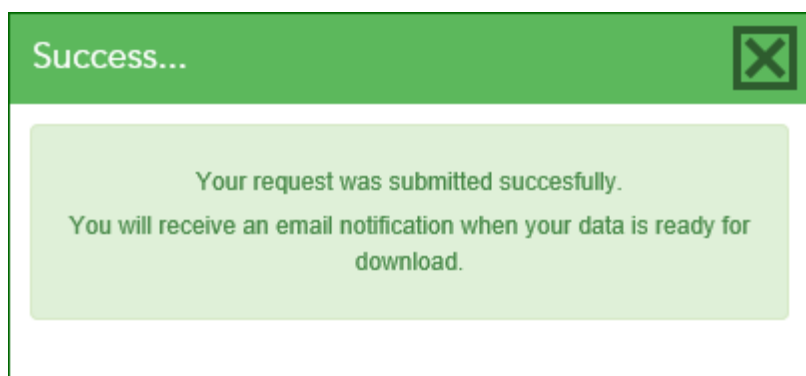 Success...
Your request was submitted succesfully.
You will receive an email notification when your data is ready for
download.